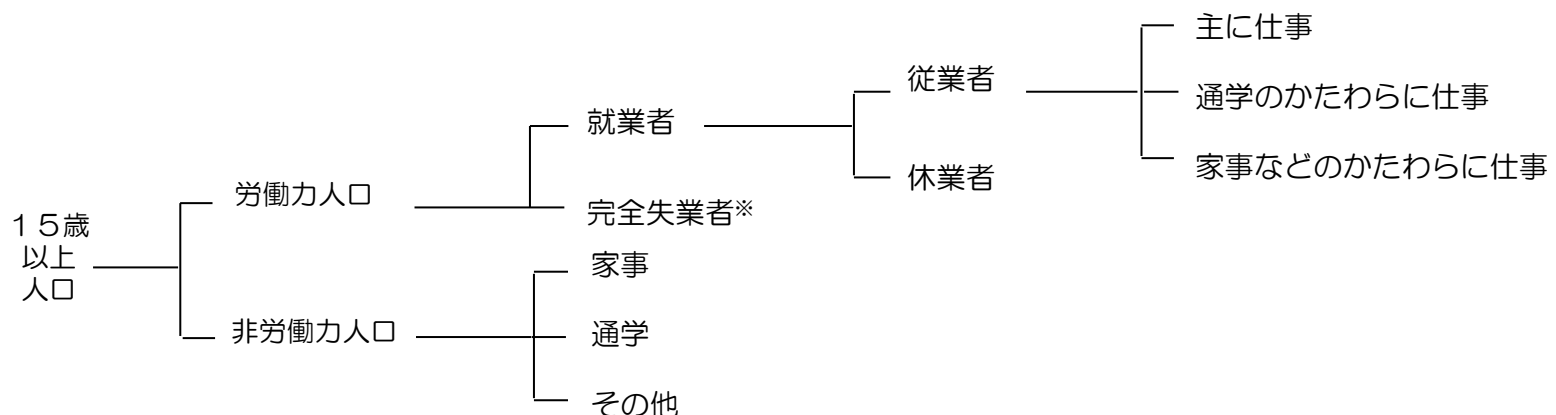 主に仕事
従業者
通学のかたわらに仕事
就業者
家事などのかたわらに仕事
休業者
労働力人口
完全失業者※
１５歳
以上
人口
家事
非労働力人口
通学
その他